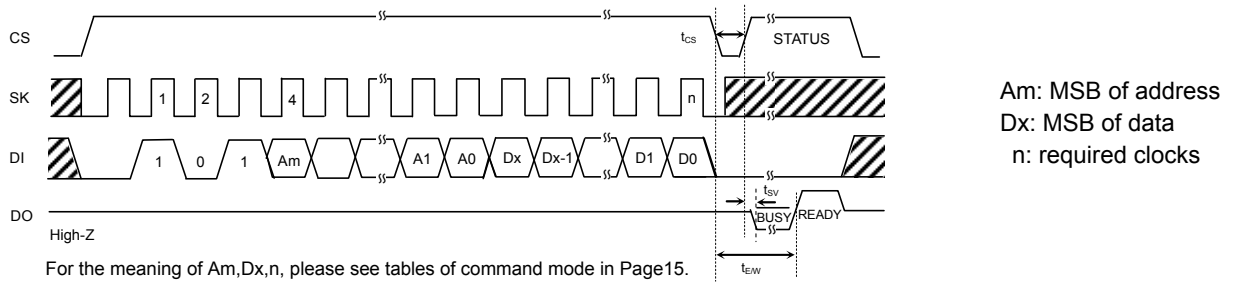 CS
tCS
STATUS
SK
1 2 4 n
DI
1 0 1 Am A1 A0 Dx Dx-1 D1 D0
tSV
DO
BUSY READY
High-Z
tE/W
For the meaning of Am,Dx,n, please see tables of command mode in Page15.
Am: MSB of address
Dx: MSB of data
n: required clocks